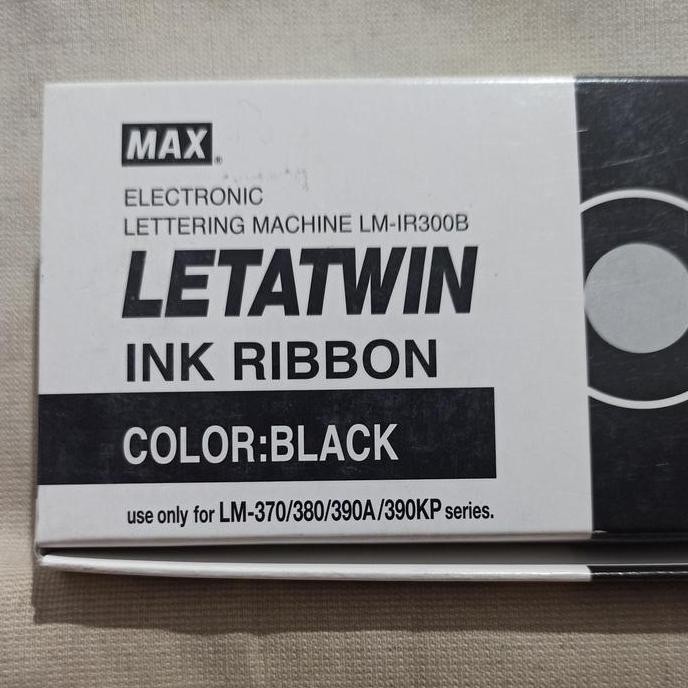 MAX®
ELECTRONIC
LETTERING MACHINE LM-IR300B
LETATWIN
INK RIBBON
COLOR:BLACK
use only for LM-370/380/390A/390KP series.